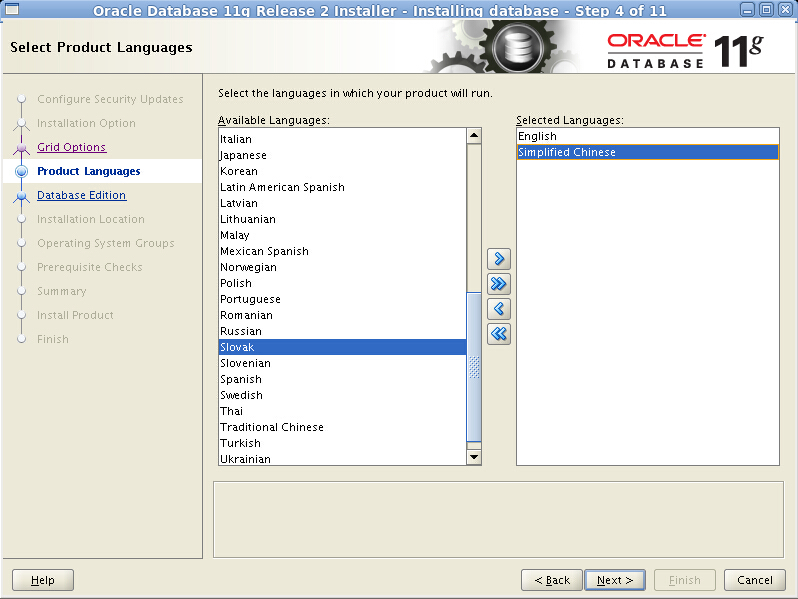 Oracle Database 11g Release 2 Installer - Installing database - Step 4 of 11
Select Product Languages
ORACLE
DATABASE
11g
Configure Security Updates
Installation Option
Grid Options
Product Languages
Database Edition
Installation Location
Operating System Groups
Prerequisite Checks
Summary
Install Product
Finish
Select the languages in which your product will run.
Available Languages:
Italian
Japanese
Korean
Latin American Spanish
Latvian
Lithuanian
Malay
Mexican Spanish
Norwegian
Polish
Portuguese
Romanian
Russian
Slovak
Slovenian
Spanish
Swedish
Thai
Traditional Chinese
Turkish
Ukrainian
Selected Languages:
English
Simplified Chinese
Help
< Back
Next >
Finish
Cancel